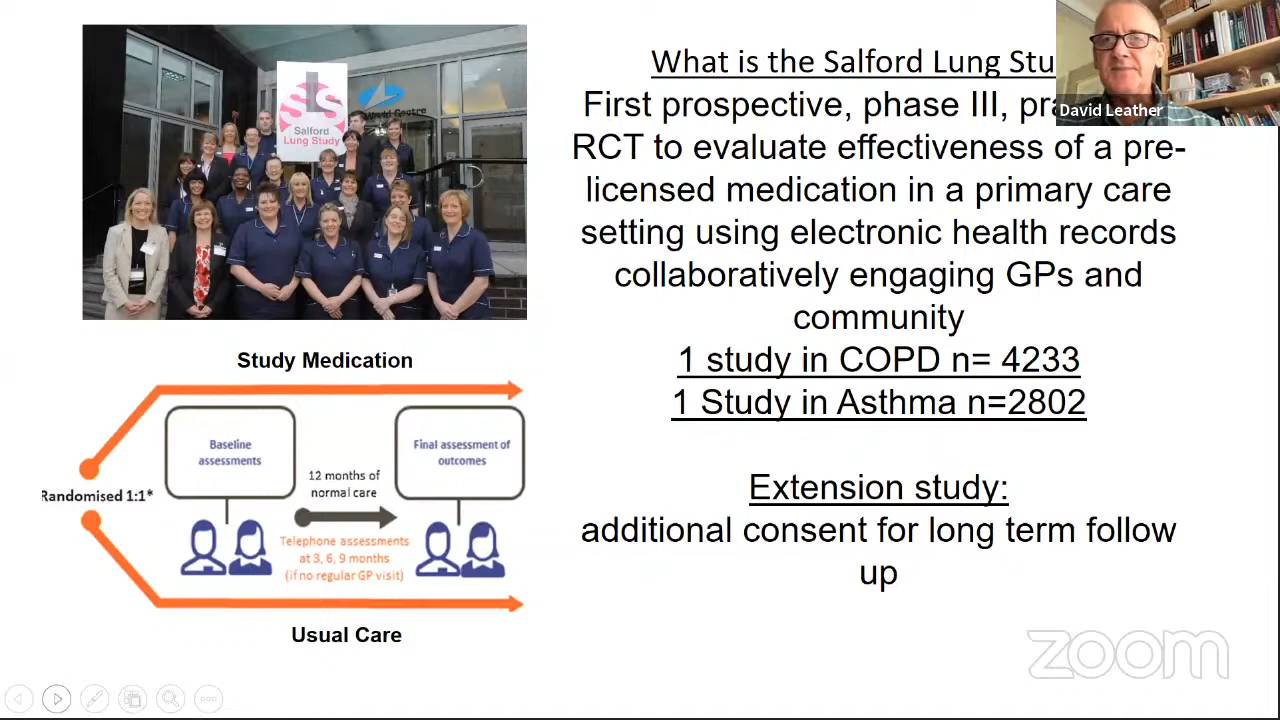 What is the Salford Lung Stu
First prospective, phase III, pra
RCT to evaluate effectiveness of a pre-
licensed medication in a primary care
setting using electronic health records
collaboratively engaging GPs and
community
1 study in COPD n= 4233
1 Study in Asthma n=2802
Extension study:
additional consent for long term follow
up
David Leather
SLS
Salford
Lung Study
World Centre
Study Medication
Baseline
assessments
Final assessment of
outcomes
12 months of
normal care
Randomised 1:1*
Telephone assessments
at 3, 6, 9 months
(if no regular GP visit)
Usual Care
zoom